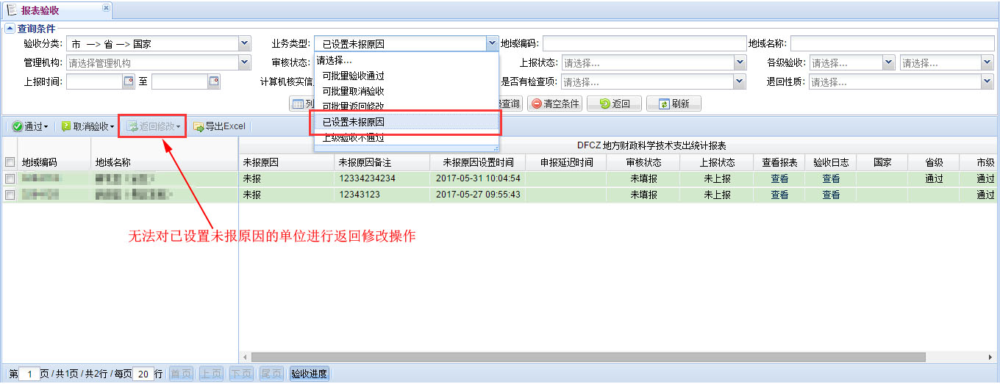 报表验收
查询条件
验收分类: 市 —> 省 —> 国家 业务类型: 已设置未报原因 地域编码: 地域名称:
管理机构: 请选择管理机构 审核状态: 请选择... 上报状态: 请选择... 各级验收: 请选择... 请选择...
上报时间: 至 计算机核实信 可批量验收通过 是否有检查项: 请选择... 退回性质: 请选择...
可批量取消验收
列 可批量返回修改 查询 清空条件 返回 刷新
已设置未报原因
上级验收不通过
通过 取消验收 返回修改 导出Excel
DFCZ 地方财政科学技术支出统计报表
地域编码 地域名称 未报原因 未报原因备注 未报原因设置时间 申报延迟时间 审核状态 上报状态 查看报表 验收日志 国家 省级 市级
未报 12334234234 2017-05-31 10:04:54 未填报 未上报 查看 查看 通过 通过
未报 12343123 2017-05-27 09:55:43 未填报 未上报 查看 查看 通过
无法对已设置未报原因的单位进行返回修改操作
第 1 页 / 共1页 / 共2行 / 每页 20 行 首页 上页 下页 尾页 验收进度